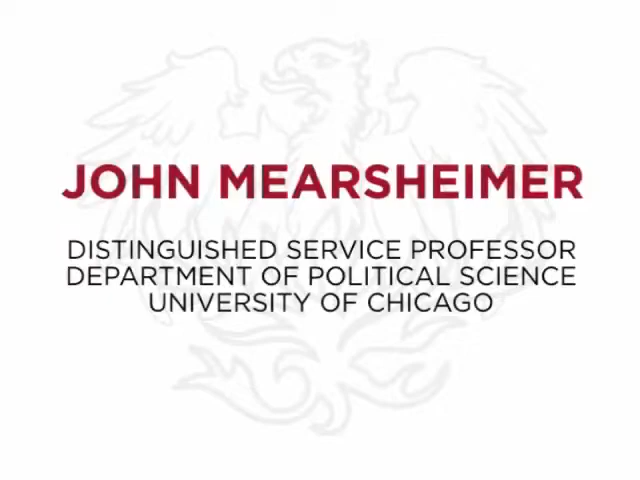 JOHN MEARSHEIMER
DISTINGUISHED SERVICE PROFESSOR
DEPARTMENT OF POLITICAL SCIENCE
UNIVERSITY OF CHICAGO